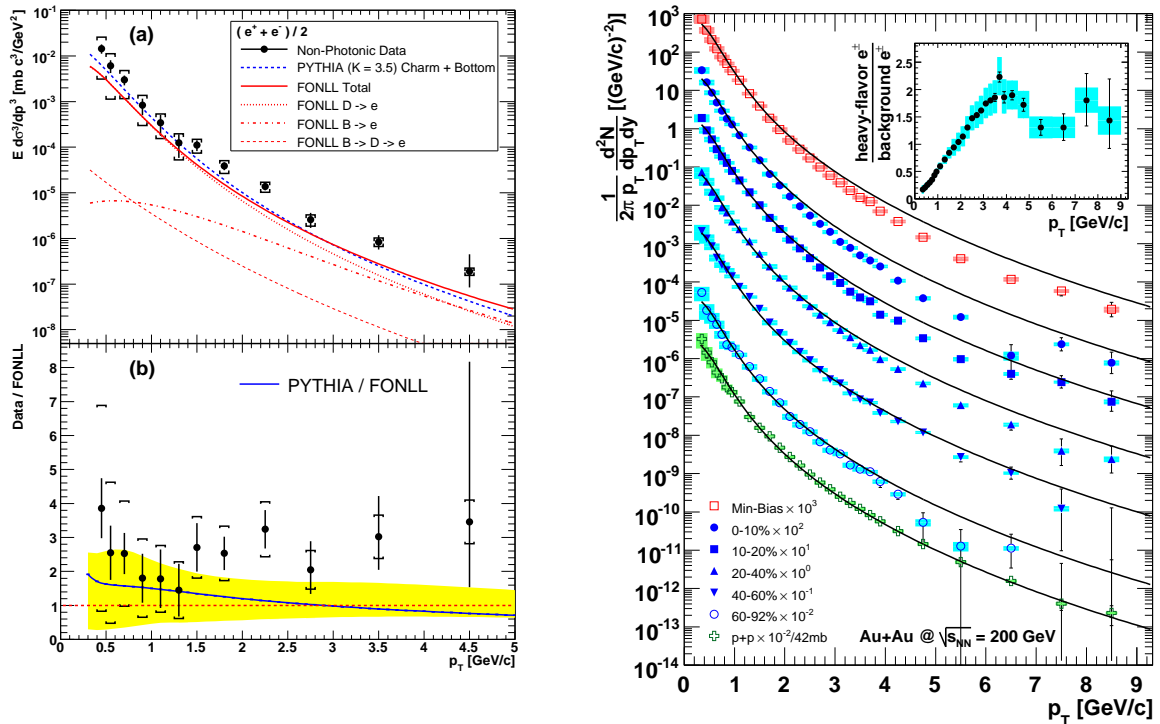 (a)
E dσ³/dp³ [mb c³/GeV²]
(e⁺ + e⁻) / 2
Non-Photonic Data
PYTHIA (K = 3.5) Charm + Bottom
FONLL Total
FONLL D -> e
FONLL B -> e
FONLL B -> D -> e
10⁻¹
10⁻²
10⁻³
10⁻⁴
10⁻⁵
10⁻⁶
10⁻⁷
10⁻⁸
(b)
PYTHIA / FONLL
Data / FONLL
8
7
6
5
4
3
2
1
0
0 0.5 1 1.5 2 2.5 3 3.5 4 4.5 5
p_T [GeV/c]
1/(2π p_T) d²N/(dp_T dy) [(GeV/c)⁻²)]
10³
10²
10
1
10⁻¹
10⁻²
10⁻³
10⁻⁴
10⁻⁵
10⁻⁶
10⁻⁷
10⁻⁸
10⁻⁹
10⁻¹⁰
10⁻¹¹
10⁻¹²
10⁻¹³
10⁻¹⁴
heavy-flavor e±
background e±
2.5
2
1.5
1
0.5
0 1 2 3 4 5 6 7 8 9
p_T [GeV/c]
Min-Bias × 10³
0-10% × 10²
10-20% × 10¹
20-40% × 10⁰
40-60% × 10⁻¹
60-92% × 10⁻²
p+p × 10⁻²/42mb
Au+Au @ √s_NN = 200 GeV
0 1 2 3 4 5 6 7 8 9
p_T [GeV/c]